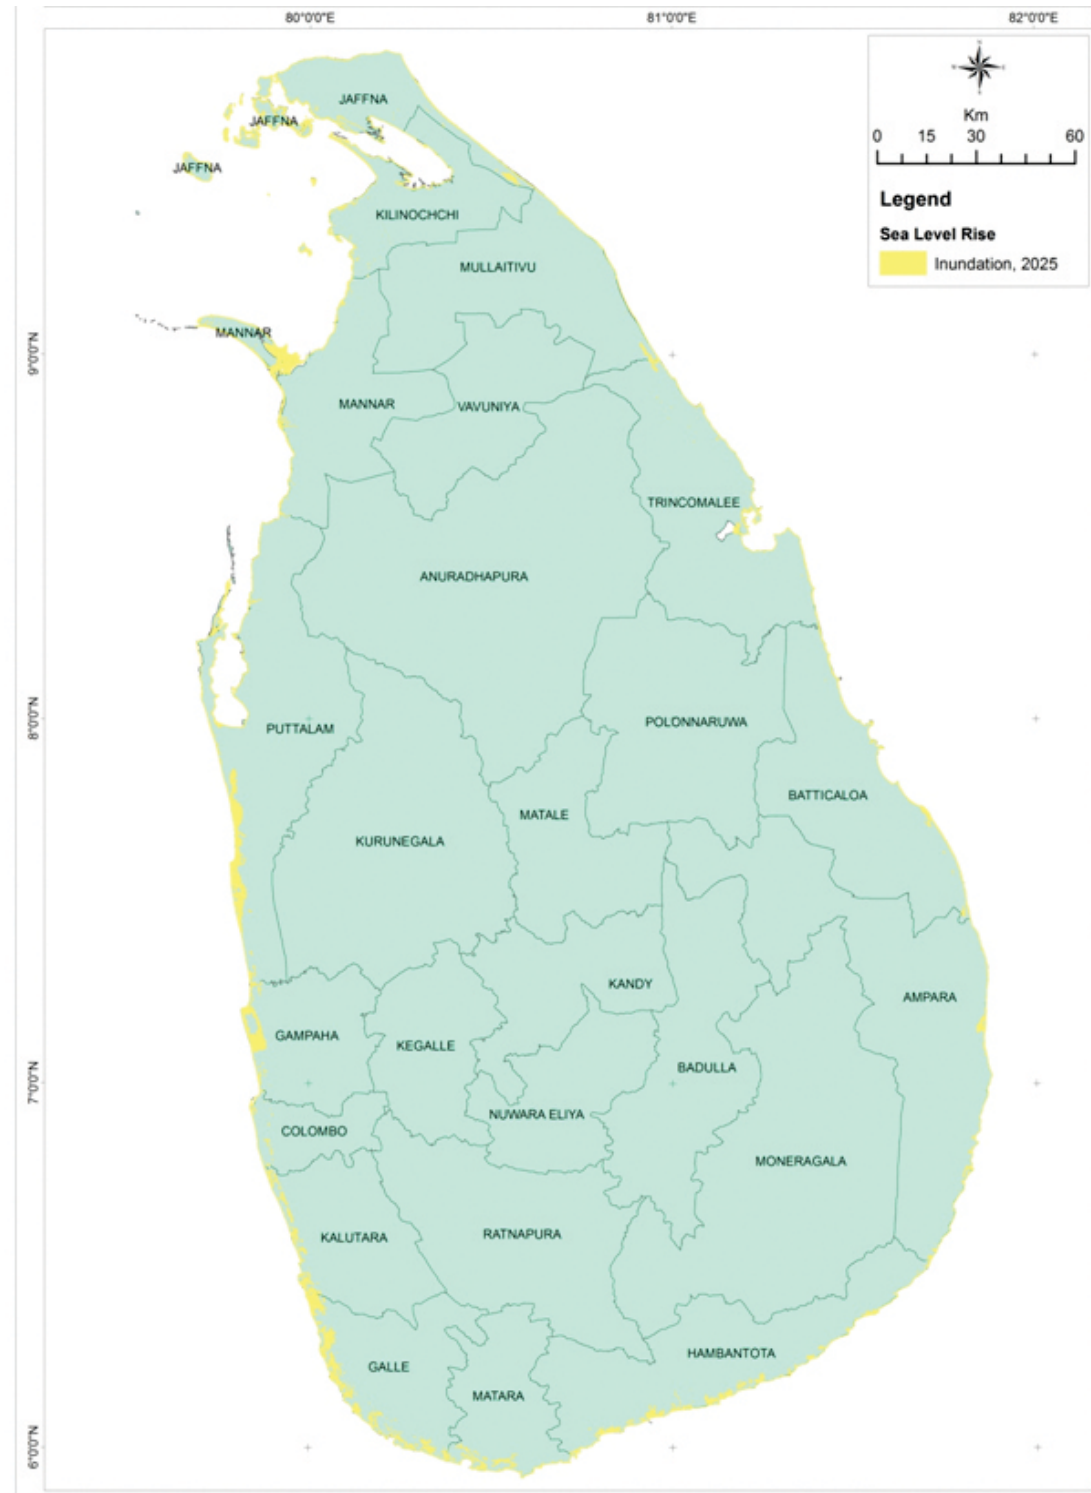 80°0'0"E 81°0'0"E 82°0'0"E
Km
0 15 30 60
Legend
Sea Level Rise
Inundation, 2025
JAFFNA
JAFFNA
JAFFNA
KILINOCHCHI
MULLAITIVU
MANNAR
9°0'0"N
MANNAR
VAVUNIYA
TRINCOMALEE
ANURADHAPURA
8°0'0"N
PUTTALAM
POLONNARUWA
BATTICALOA
MATALE
KURUNEGALA
KANDY
AMPARA
GAMPAHA
KEGALLE
7°0'0"N
BADULLA
NUWARA ELIYA
COLOMBO
MONERAGALA
KALUTARA
RATNAPURA
HAMBANTOTA
GALLE
MATARA
6°0'0"N